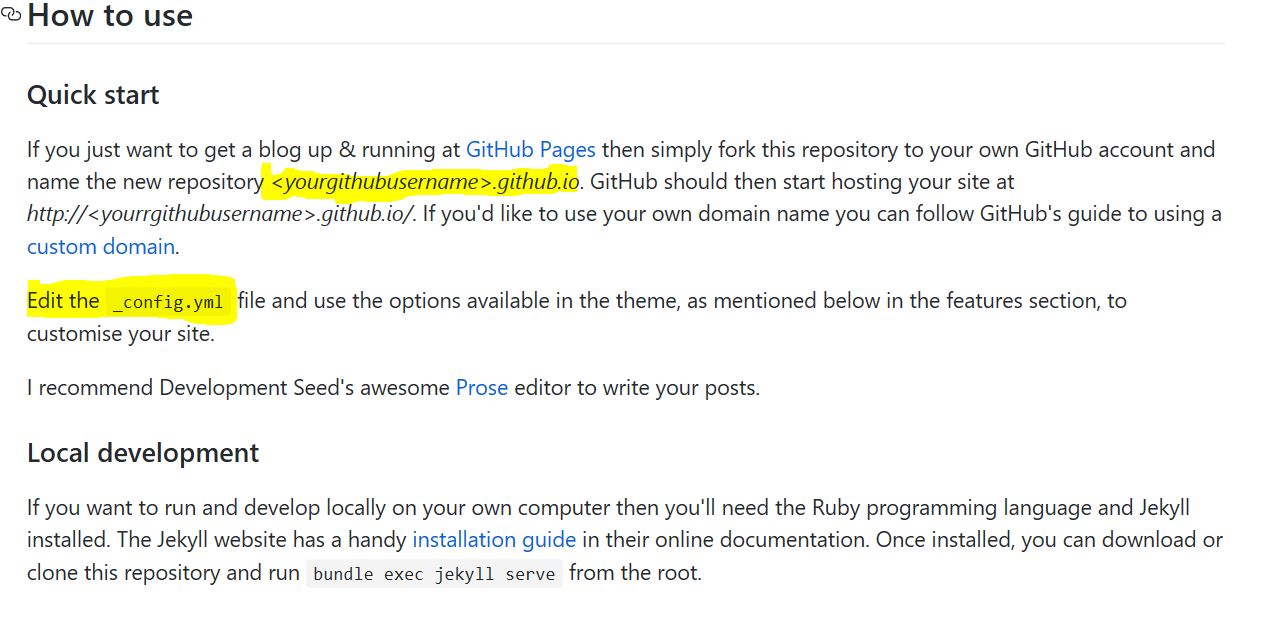 How to use
Quick start
If you just want to get a blog up & running at GitHub Pages then simply fork this repository to your own GitHub account and
name the new repository <yourgithubusername>.github.io. GitHub should then start hosting your site at
http://<yourrgithubusername>.github.io/. If you'd like to use your own domain name you can follow GitHub's guide to using a
custom domain.
Edit the _config.yml file and use the options available in the theme, as mentioned below in the features section, to
customise your site.
I recommend Development Seed's awesome Prose editor to write your posts.
Local development
If you want to run and develop locally on your own computer then you'll need the Ruby programming language and Jekyll
installed. The Jekyll website has a handy installation guide in their online documentation. Once installed, you can download or
clone this repository and run bundle exec jekyll serve from the root.